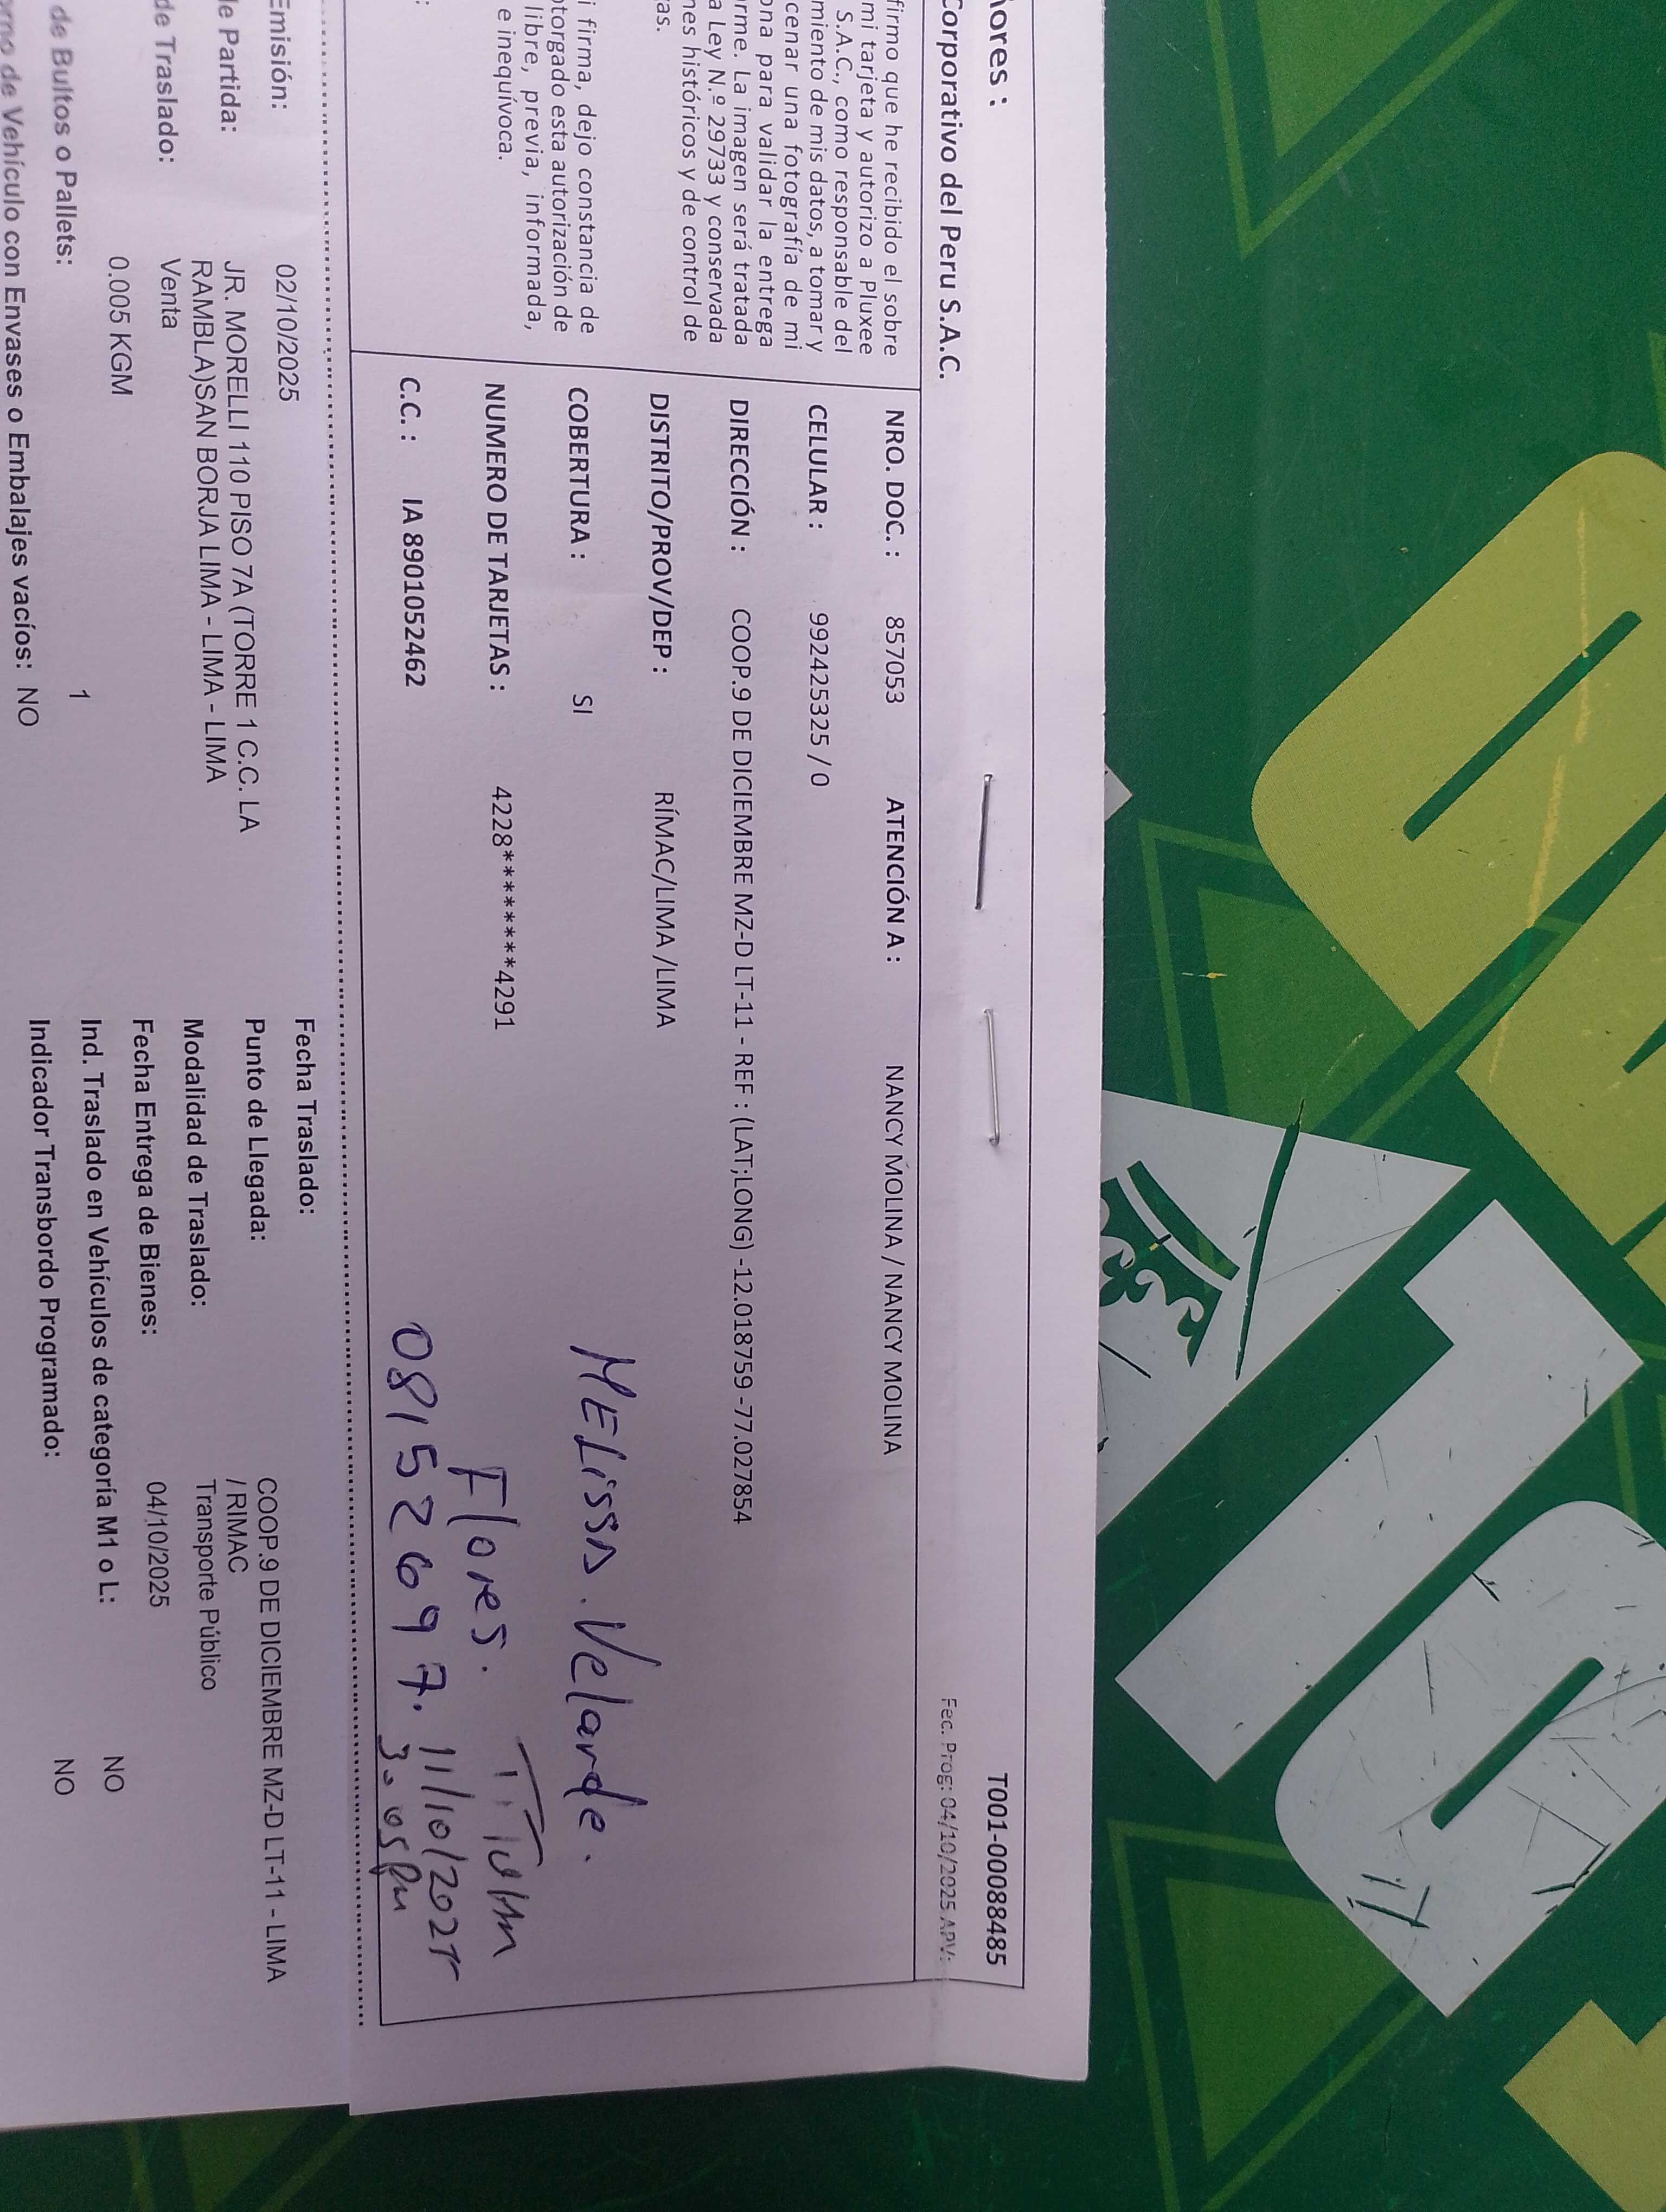 ñores :
T001-00088485
Corporativo del Peru S.A.C.
Fec. Prog: 04/10/2025 APV:
firmo que he recibido el sobre
mi tarjeta y autorizo a Pluxee
S.A.C., como responsable del
miento de mis datos, a tomar y
cenar una fotografía de mi
ona para validar la entrega
rme. La imagen será tratada
a Ley N.º 29733 y conservada
nes históricos y de control de
as.
i firma, dejo constancia de
otorgado esta autorización de
libre, previa, informada,
e inequívoca.
:
NRO. DOC. : 857053 ATENCIÓN A : NANCY MOLINA / NANCY MOLINA
CELULAR : 992425325 / 0
DIRECCIÓN : COOP.9 DE DICIEMBRE MZ-D LT-11 - REF : (LAT;LONG) -12.018759 -77.027854
DISTRITO/PROV/DEP : RÍMAC/LIMA /LIMA
COBERTURA : SI
NUMERO DE TARJETAS : 4228********4291
C.C. : IA 8901052462
MELissA. Velarde.
Flores.
08152697.
11/10/2025
3.05pm
Emisión: 02/10/2025
de Partida: JR. MORELLI 110 PISO 7A (TORRE 1 C.C. LA
RAMBLA)SAN BORJA LIMA - LIMA - LIMA
de Traslado: Venta
0.005 KGM
de Bultos o Pallets: 1
orno de Vehículo con Envases o Embalajes vacíos: NO
Fecha Traslado:
Punto de Llegada: COOP.9 DE DICIEMBRE MZ-D LT-11 - LIMA
/ RIMAC
Modalidad de Traslado: Transporte Público
Fecha Entrega de Bienes: 04/10/2025
Ind. Traslado en Vehículos de categoría M1 o L: NO
Indicador Transbordo Programado: NO